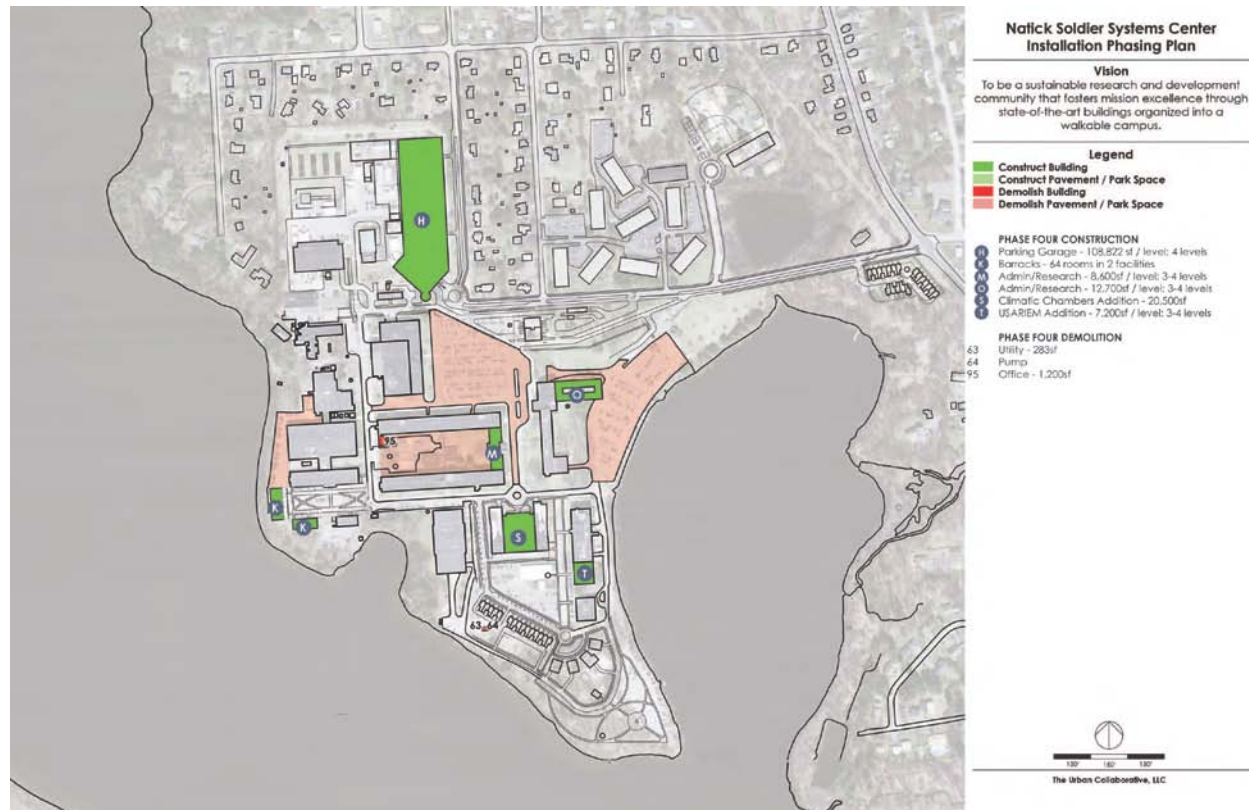 Natick Soldier Systems Center
Installation Phasing Plan
Vision
To be a sustainable research and development
community that fosters mission excellence through
state-of-the-art buildings organized into a
walkable campus.
Legend
Construct Building
Construct Pavement / Park Space
Demolish Building
Demolish Pavement / Park Space
PHASE FOUR CONSTRUCTION
H Parking Garage - 108,822 sf / level; 4 levels
K Barracks - 64 rooms in 2 facilities
M Admin/Research - 8,600sf / level; 3-4 levels
O Admin/Research - 12,700sf / level; 3-4 levels
S Climatic Chambers Addition - 20,500sf
T USARIEM Addition - 7,200sf / level; 3-4 levels
PHASE FOUR DEMOLITION
63 Utility - 283sf
64 Pump
95 Office - 1,200sf
H
O
95
M
K
K
S
T
63 64
The Urban Collaborative, LLC